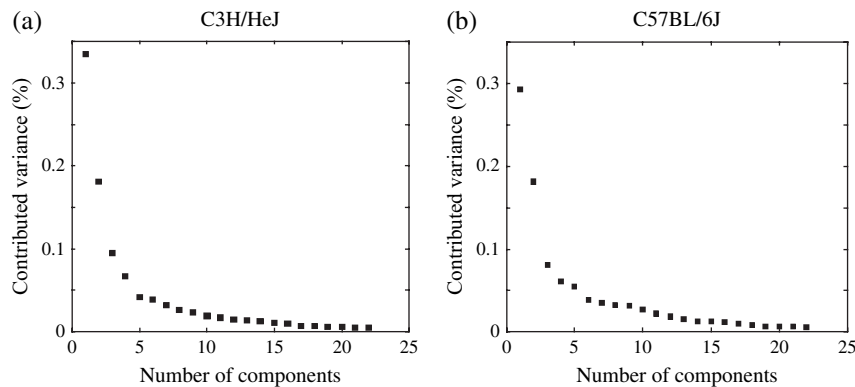 (a)
C3H/HeJ
Contributed variance (%)
0.3
0.2
0.1
0
0 5 10 15 20 25
Number of components
(b)
C57BL/6J
Contributed variance (%)
0.3
0.2
0.1
0
0 5 10 15 20 25
Number of components